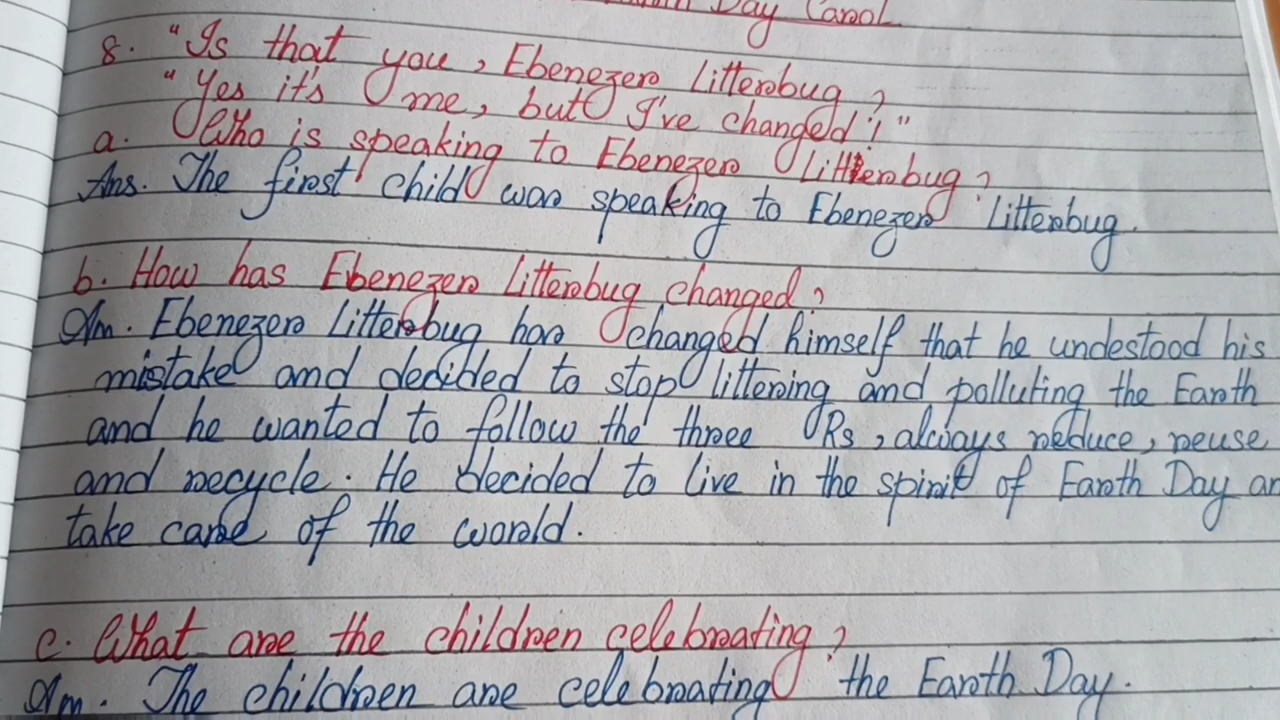 Day Carol
8. "Is that you, Ebenezer Litterbug ?
"Yes it's me, but I've changed!"
a. Who is speaking to Ebenezer Litterbug?
Ans. The first child was speaking to Ebenezer Litterbug.
b. How has Ebenezer Litterbug changed?
Ans. Ebenezer Litterbug has changed himself that he undestood his
mistake and decided to stop littering and polluting the Earth
and he wanted to follow the three Rs, always reduce, reuse
and recycle. He decided to live in the spirit of Earth Day
take care of the world.
c. What are the children celebrating?
Ans. The children are celebrating the Earth Day.